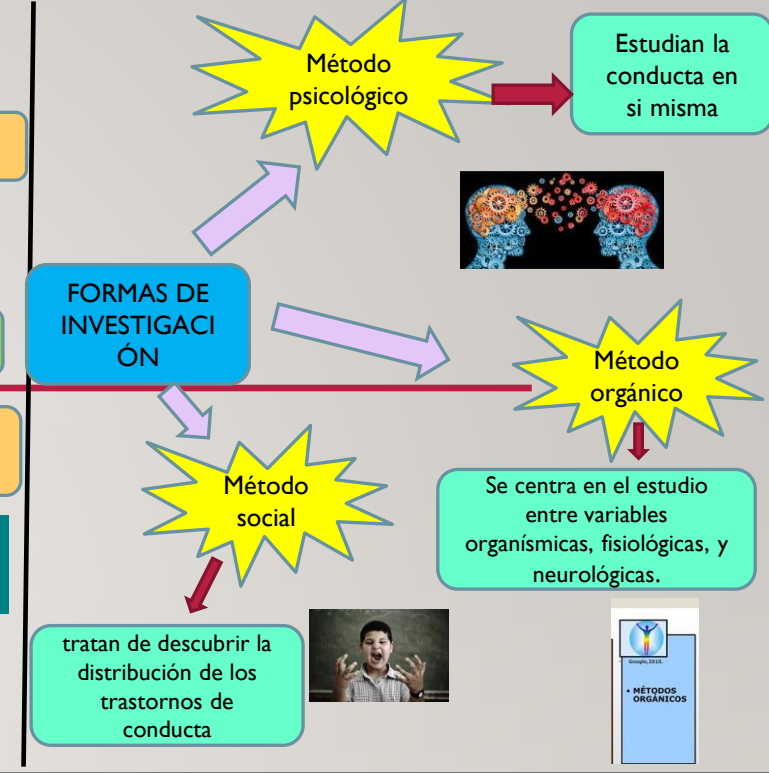 Método
psicológico
Estudian la
conducta en
si misma
FORMAS DE
INVESTIGACI
ÓN
Método
orgánico
Se centra en el estudio
entre variables
organísmicas, fisiológicas, y
neurológicas.
Método
social
tratan de descubrir la
distribución de los
trastornos de
conducta
Google, 2010.
• MÉTODOS
ORGÁNICOS